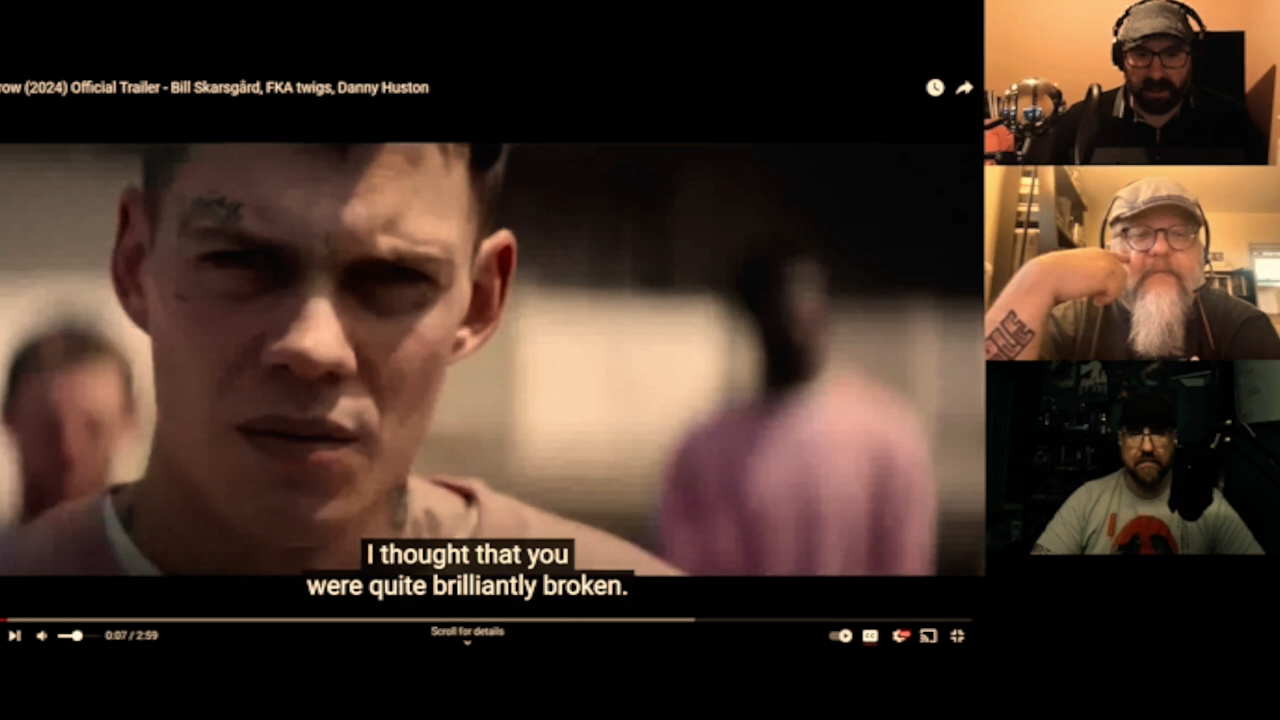 row (2024) Official Trailer - Bill Skarsgård, FKA twigs, Danny Huston
I thought that you
were quite brilliantly broken.
0:07 / 2:59
Scroll for details
CC